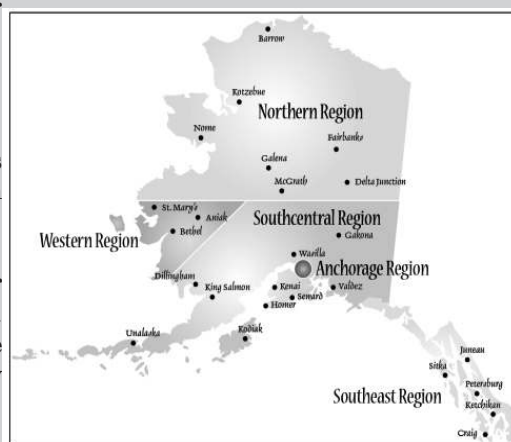 Barrow
Kotzebue
Northern Region
Nome
Fairbanks
Galena
McGrath
Delta Junction
St. Mary's
Aniak
Southcentral Region
Bethel
Gakona
Western Region
Wasilla
Anchorage Region
Dillingham
King Salmon
Kenai
Valdez
Semard
Homer
Unalaska
Kodiak
Juneau
Sitka
Southeast Region
Petersburg
Ketchikan
Craig